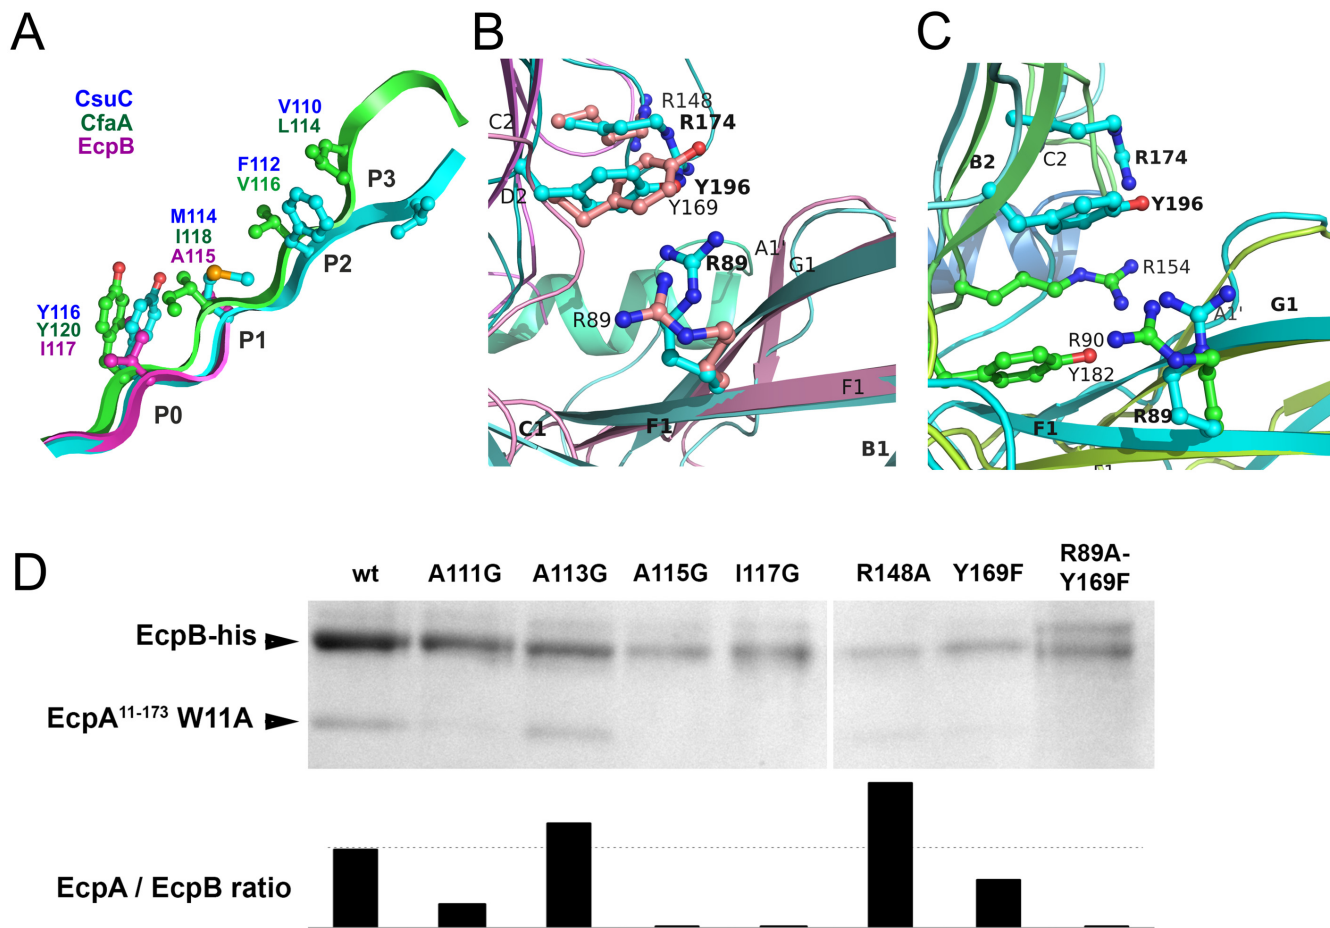 A
CsuC
CfaA
EcpB
V110
L114
F112
V116
P3
M114
I118
A115
P2
Y116
Y120
I117
P1
P0
B
R148
C2
R174
D2
Y196
Y169
A1'
R89
G1
R89
F1
C1
F1
B1
C
B2
C2
R174
Y196
R154
G1
A1'
R90
Y182
R89
F1
D
wt A111G A113G A115G I117G R148A Y169F R89A-
Y169F
EcpB-his
EcpA¹¹⁻¹⁷³ W11A
EcpA / EcpB ratio